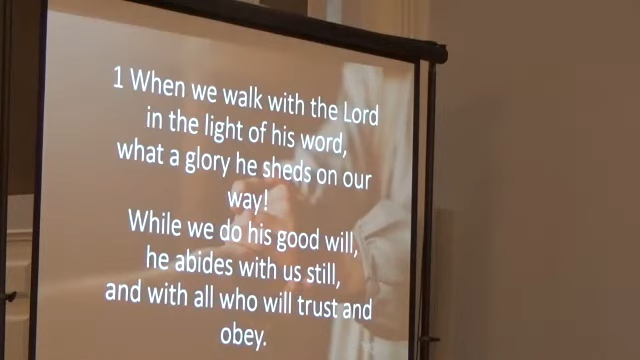 1 When we walk with the Lord
in the light of his word,
what a glory he sheds on our
way!
While we do his good will,
he abides with us still,
and with all who will trust and
obey.